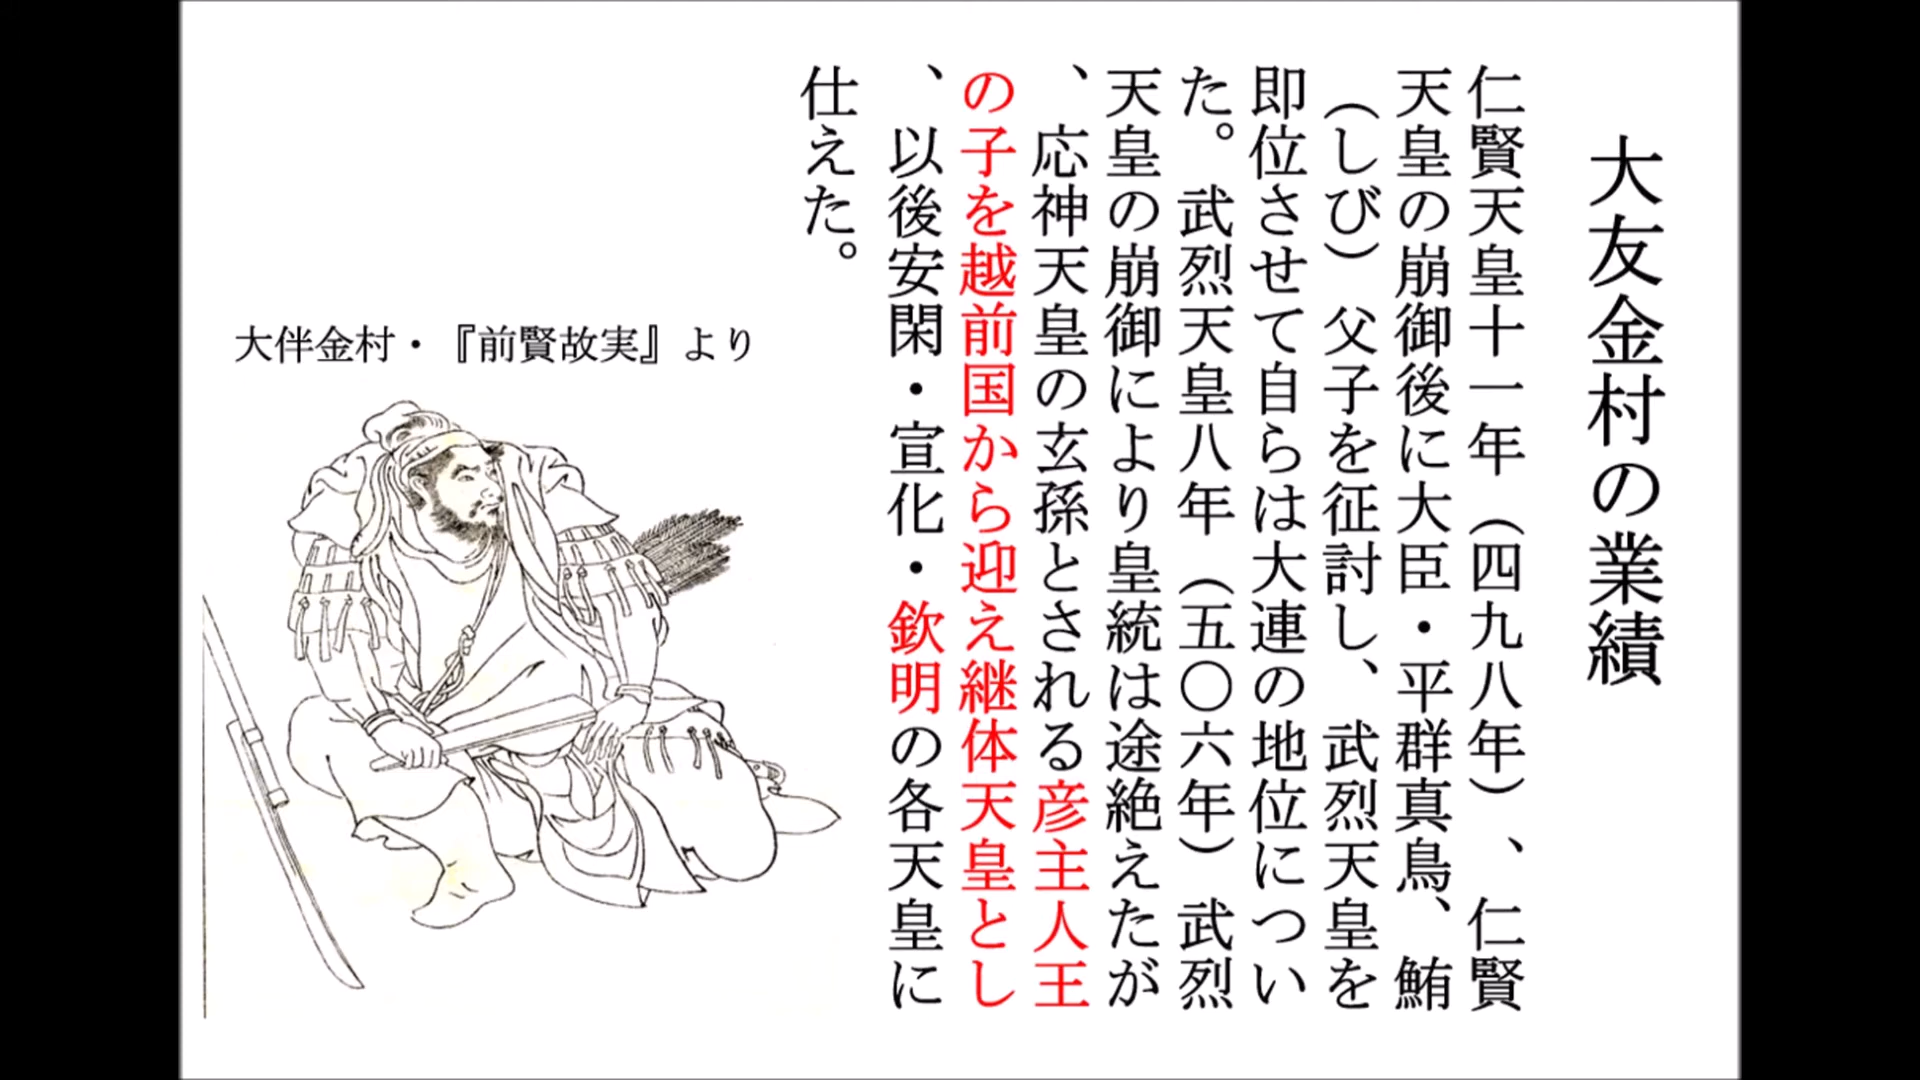 大友金村の業績
仁賢天皇十一年（四九八年）、仁賢
天皇の崩御後に大臣・平群真鳥、鮪
（しび）父子を征討し、武烈天皇を
即位させて自らは大連の地位につい
た。武烈天皇八年（五〇六年）武烈
天皇の崩御により皇統は途絶えたが
、応神天皇の玄孫とされる彦主人王
の子を越前国から迎え継体天皇とし
、以後安閑・宣化・欽明の各天皇に
仕えた。
大伴金村・『前賢故実』より